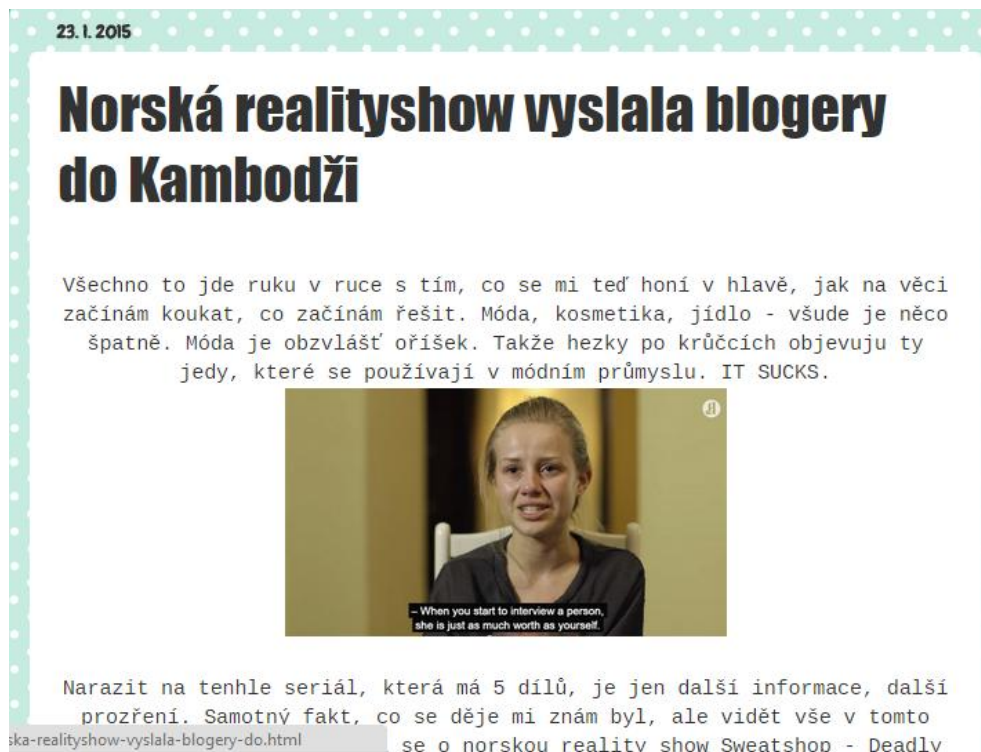 23. 1. 2015
Norská realityshow vyslala blogery
do Kambodži
Všechno to jde ruku v ruce s tím, co se mi teď honí v hlavě, jak na věci
začínám koukat, co začínám řešit. Móda, kosmetika, jídlo - všude je něco
špatně. Móda je obzvlášť oříšek. Takže hezky po krůčcích objevuju ty
jedy, které se používají v módním průmyslu. IT SUCKS.
– When you start to interview a person,
she is just as much worth as yourself.
Narazit na tenhle seriál, která má 5 dílů, je jen další informace, další
prozření. Samotný fakt, co se děje mi znám byl, ale vidět vše v tomto
ska-realityshow-vyslala-blogery-do.html se o norskou reality show Sweatshop - Deadly